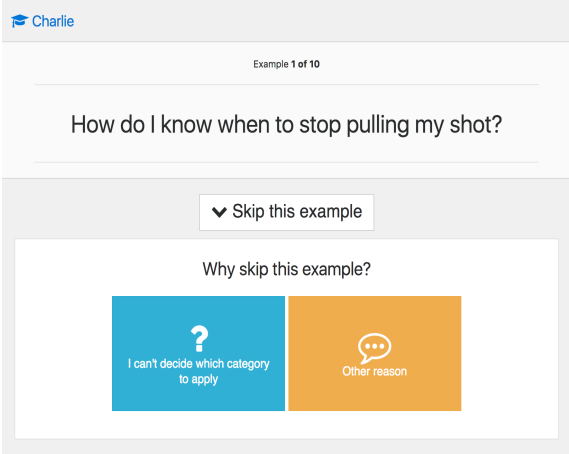 Charlie
Example 1 of 10
How do I know when to stop pulling my shot?
Skip this example
Why skip this example?
I can't decide which category
to apply
Other reason